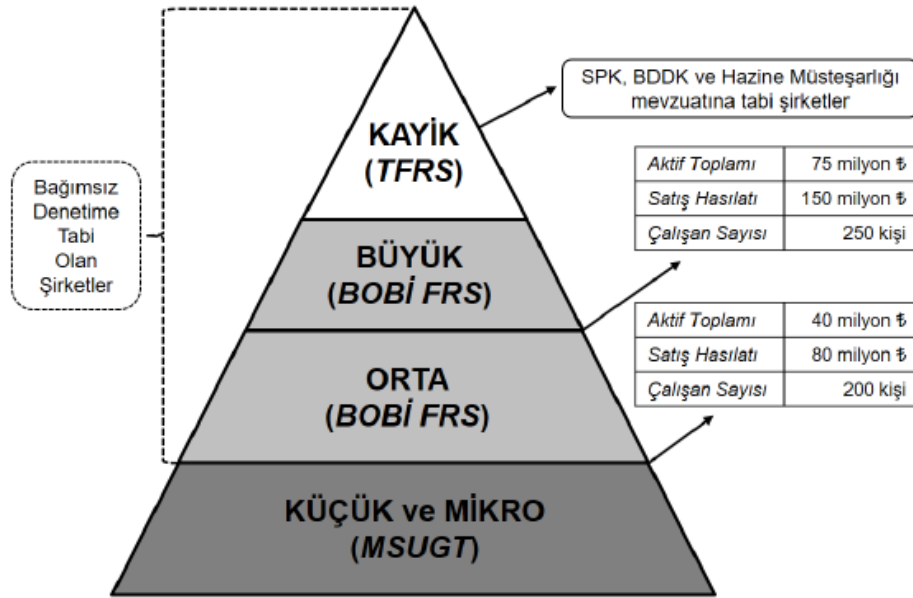 SPK, BDDK ve Hazine Müsteşarlığı
mevzuatına tabi şirketler
KAYİK
(TFRS)
Aktif Toplamı 75 milyon ₺
Satış Hasılatı 150 milyon ₺
Çalışan Sayısı 250 kişi
Bağımsız
Denetime
Tabi
Olan
Şirketler
BÜYÜK
(BOBİ FRS)
Aktif Toplamı 40 milyon ₺
Satış Hasılatı 80 milyon ₺
Çalışan Sayısı 200 kişi
ORTA
(BOBİ FRS)
KÜÇÜK ve MİKRO
(MSUGT)